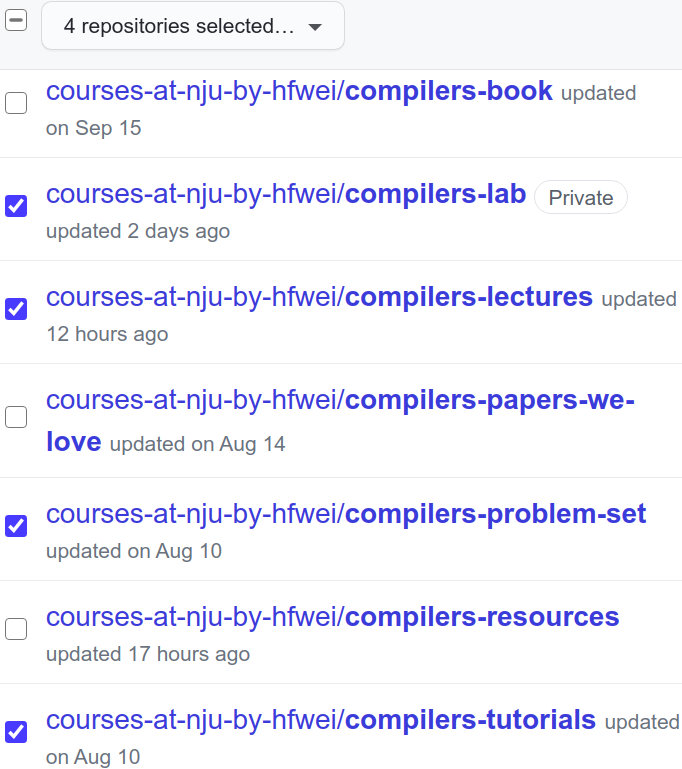 4 repositories selected…
courses-at-nju-by-hfwei/compilers-book updated
on Sep 15
courses-at-nju-by-hfwei/compilers-lab Private
updated 2 days ago
courses-at-nju-by-hfwei/compilers-lectures updated
12 hours ago
courses-at-nju-by-hfwei/compilers-papers-we-
love updated on Aug 14
courses-at-nju-by-hfwei/compilers-problem-set
updated on Aug 10
courses-at-nju-by-hfwei/compilers-resources
updated 17 hours ago
courses-at-nju-by-hfwei/compilers-tutorials updated
on Aug 10